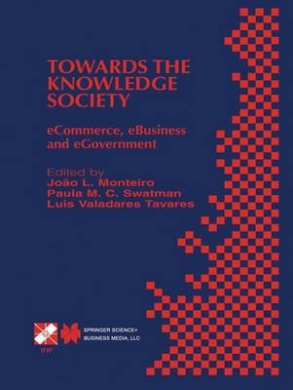 TOWARDS THE
KNOWLEDGE
SOCIETY
eCommerce, eBusiness
and eGovernment
Edited by
João L. Monteiro
Paula M. C. Swatman
Luis Valadares Tavares
SPRINGER SCIENCE+
BUSINESS MEDIA, LLC
ifip